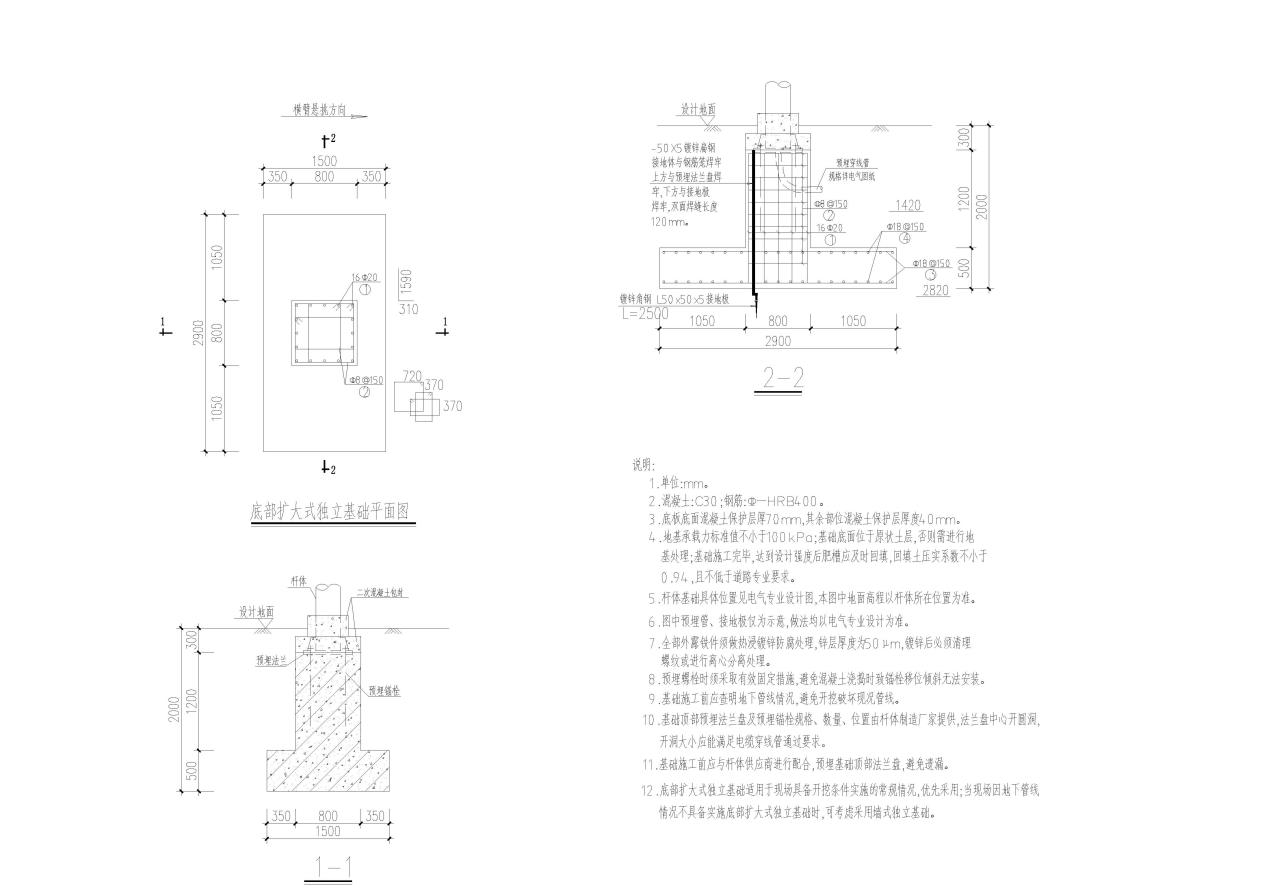 横臂悬挑方向
2
1500
350
800
350
1050
2900
800
1050
16Φ20
1
1590
310
1
1
Φ8@150
2
720
370
370
2
底部扩大式独立基础平面图
设计地面
-50X5镀锌扁钢
接地体与钢筋笼焊牢
上方与预埋法兰盘焊
牢,下方与接地极
焊牢,双面焊缝长度
120mm。
预埋穿线管
规格详电气图纸
Φ8@150
2
16Φ20
1
1420
Φ18@150
4
Φ18@150
3
2820
300
1200
2000
500
镀锌角钢 L50x50x5接地极
L=2500
1050
800
1050
2900
2-2
杆体
二次混凝土包封
设计地面
预埋法兰
预埋锚栓
300
1200
2000
500
350
800
350
1500
1-1
说明:
1.单位:mm。
2.混凝土:C30;钢筋:Φ—HRB400。
3.底板底面混凝土保护层厚70mm,其余部位混凝土保护层厚度40mm。
4.地基承载力标准值不小于100kPa;基础底面位于原状土层,否则需进行地
基处理;基础施工完毕,达到设计强度后肥槽应及时回填,回填土压实系数不小于
0.94,且不低于道路专业要求。
5.杆体基础具体位置见电气专业设计图,本图中地面高程以杆体所在位置为准。
6.图中预埋管、接地极仅为示意,做法均以电气专业设计为准。
7.全部外露铁件须做热浸镀锌防腐处理,锌层厚度为50μm,镀锌后必须清理
螺纹或进行离心分离处理。
8.预埋螺栓时须采取有效固定措施,避免混凝土浇捣时致锚栓移位倾斜无法安装。
9.基础施工前应查明地下管线情况,避免开挖破坏现况管线。
10.基础顶部预埋法兰盘及预埋锚栓规格、数量、位置由杆体制造厂家提供,法兰盘中心开圆洞,
开洞大小应能满足电缆穿线管通过要求。
11.基础施工前应与杆体供应商进行配合,预埋基础顶部法兰盘,避免遗漏。
12.底部扩大式独立基础适用于现场具备开挖条件实施的常规情况,优先采用;当现场因地下管线
情况不具备实施底部扩大式独立基础时,可考虑采用墙式独立基础。